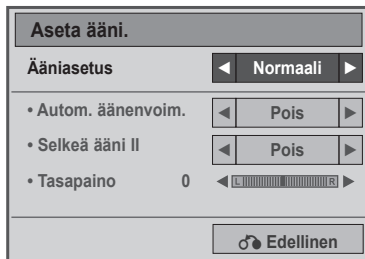 Aseta ääni.
Ääniasetus ◀ Normaali ▶
• Autom. äänenvoim. ◀ Pois ▶
• Selkeä ääni II ◀ Pois ▶
• Tasapaino 0 ◀ L R ▶
Edellinen